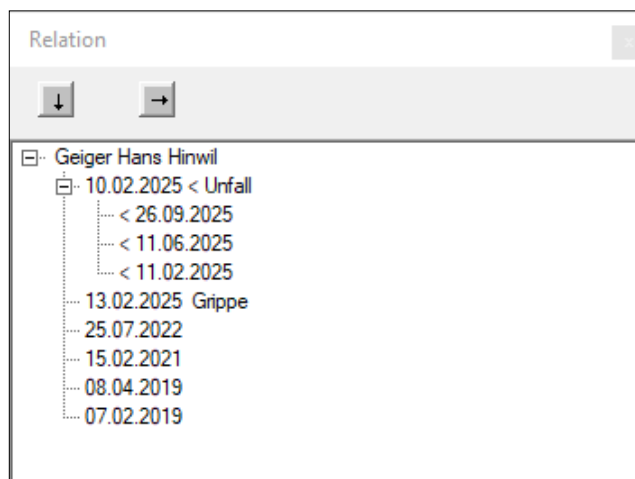 Relation
Geiger Hans Hinwil
10.02.2025 < Unfall
< 26.09.2025
< 11.06.2025
< 11.02.2025
13.02.2025 Grippe
25.07.2022
15.02.2021
08.04.2019
07.02.2019